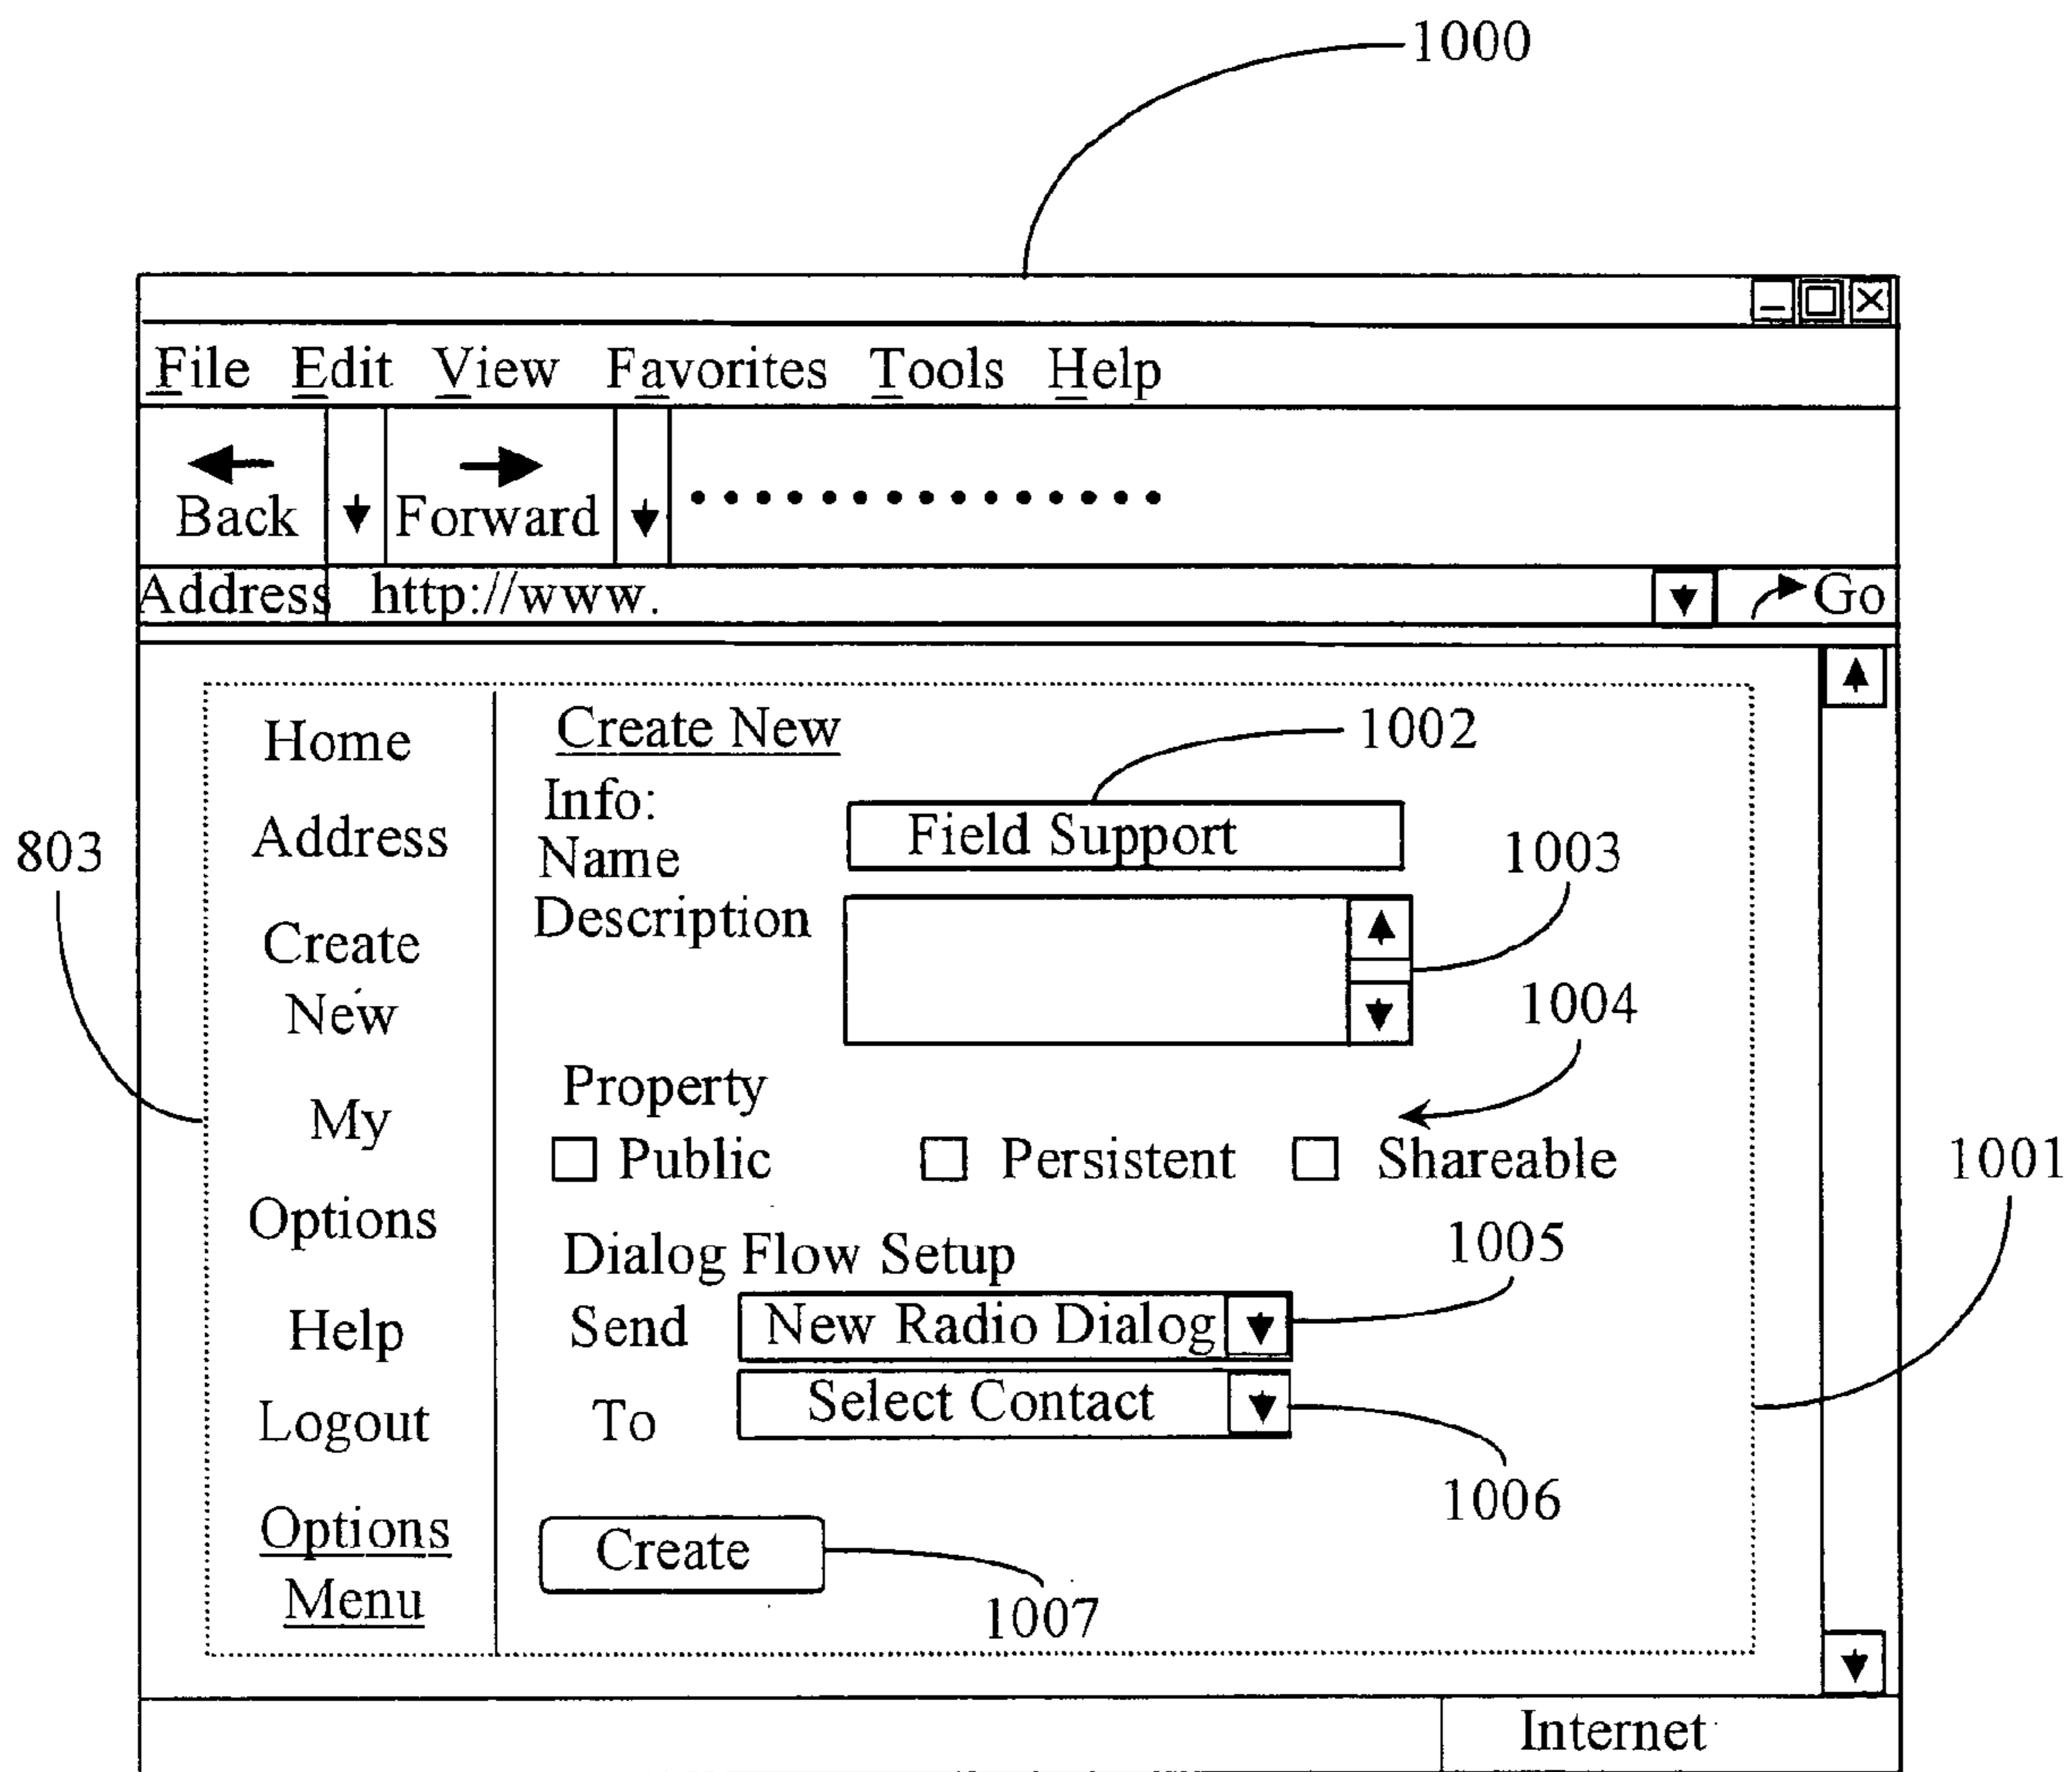 1000
File Edit View Favorites Tools Help
Back Forward
Address http://www. Go
803
Home
Address
Create
New
My
Options
Help
Logout
Options
Menu
Create New
1002
Info:
Name Field Support
1003
Description
1004
Property
Public Persistent Shareable
1001
Dialog Flow Setup
1005
Send New Radio Dialog
To Select Contact
1006
Create
1007
Internet